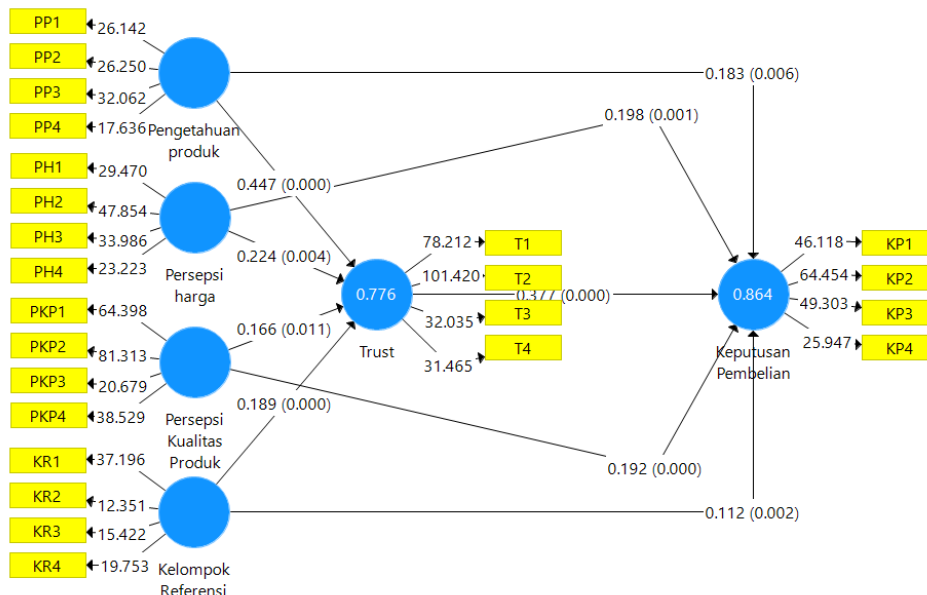 PP1
26.142
PP2
26.250
PP3
32.062
PP4
17.636
Pengetahuan
produk
0.183 (0.006)
0.198 (0.001)
PH1
29.470
PH2
47.854
PH3
33.986
PH4
23.223
Persepsi
harga
0.447 (0.000)
0.224 (0.004)
PKP1
64.398
PKP2
81.313
PKP3
20.679
PKP4
38.529
Persepsi
Kualitas
Produk
0.166 (0.011)
0.189 (0.000)
0.776
Trust
78.212
T1
101.420
T2
0.377 (0.000)
32.035
T3
31.465
T4
0.864
Keputusan
Pembelian
46.118
KP1
64.454
KP2
49.303
KP3
25.947
KP4
0.192 (0.000)
0.112 (0.002)
KR1
37.196
KR2
12.351
KR3
15.422
KR4
19.753
Kelompok
Referensi